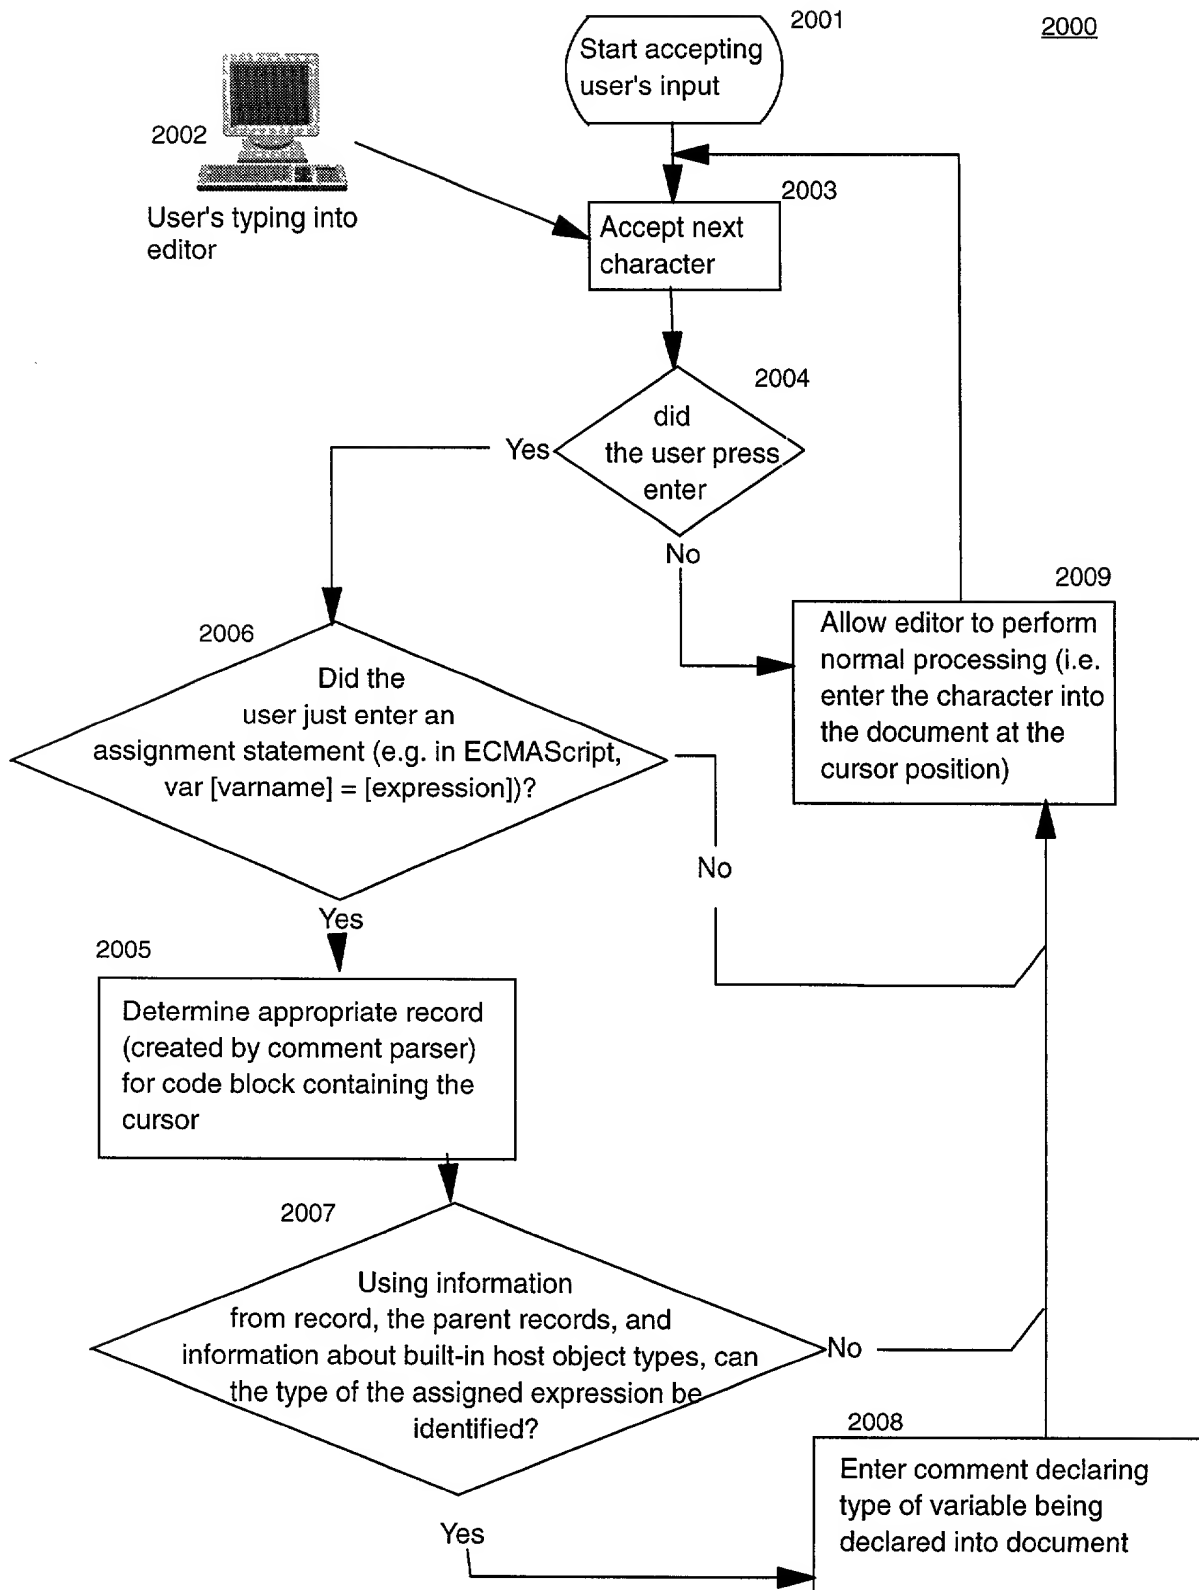 2001
2000
Start accepting
user's input
2002
User's typing into
editor
2003
Accept next
character
2004
did
the user press
enter
Yes
No
2009
Allow editor to perform
normal processing (i.e.
enter the character into
the document at the
cursor position)
2006
Did the
user just enter an
assignment statement (e.g. in ECMAScript,
var [varname] = [expression])?
No
Yes
2005
Determine appropriate record
(created by comment parser)
for code block containing the
cursor
2007
Using information
from record, the parent records, and
information about built-in host object types, can
the type of the assigned expression be
identified?
No
Yes
2008
Enter comment declaring
type of variable being
declared into document